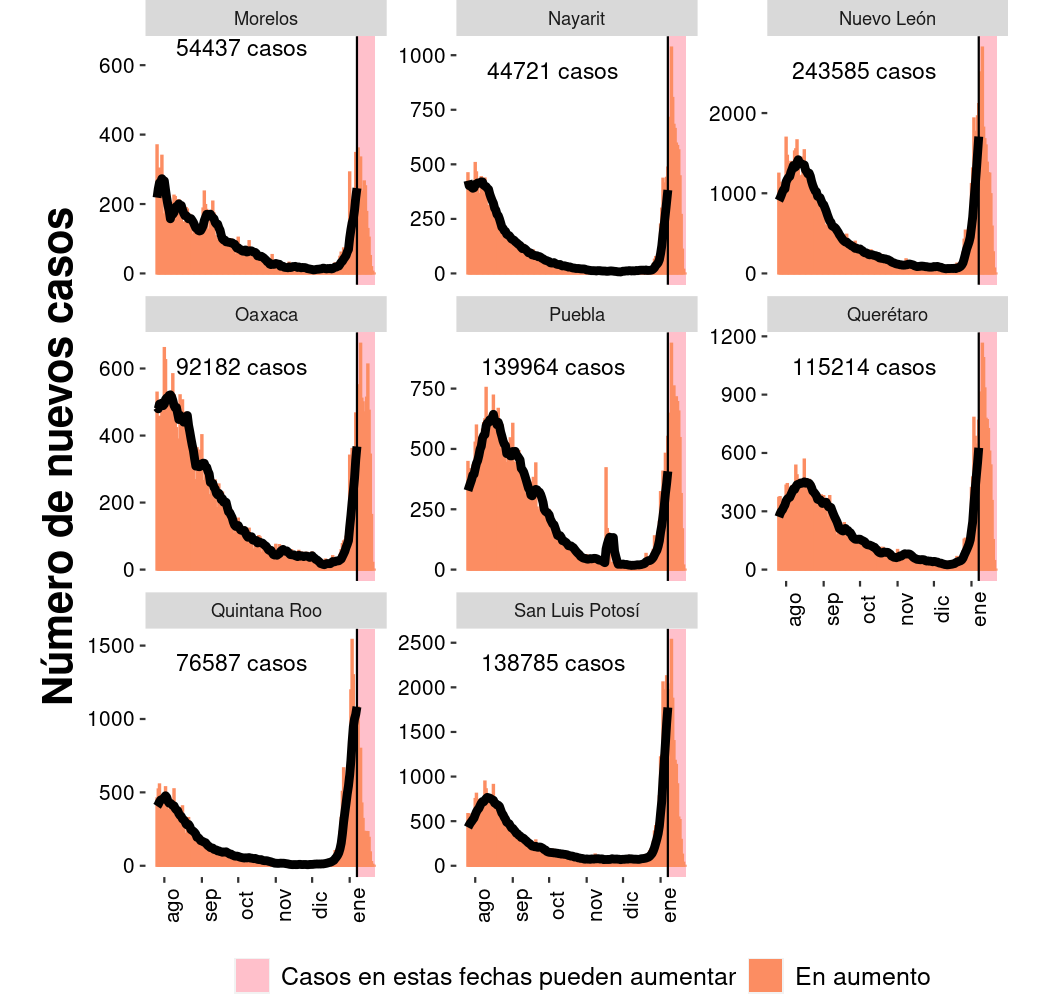 Número de nuevos casos
Morelos
54437 casos
600
400
200
0
Nayarit
44721 casos
1000
750
500
250
0
Nuevo León
243585 casos
2000
1000
0
Oaxaca
92182 casos
600
400
200
0
Puebla
139964 casos
750
500
250
0
Querétaro
115214 casos
1200
900
600
300
0
ago
sep
oct
nov
dic
ene
Quintana Roo
76587 casos
1500
1000
500
0
ago
sep
oct
nov
dic
ene
San Luis Potosí
138785 casos
2500
2000
1500
1000
500
0
ago
sep
oct
nov
dic
ene
Casos en estas fechas pueden aumentar
En aumento